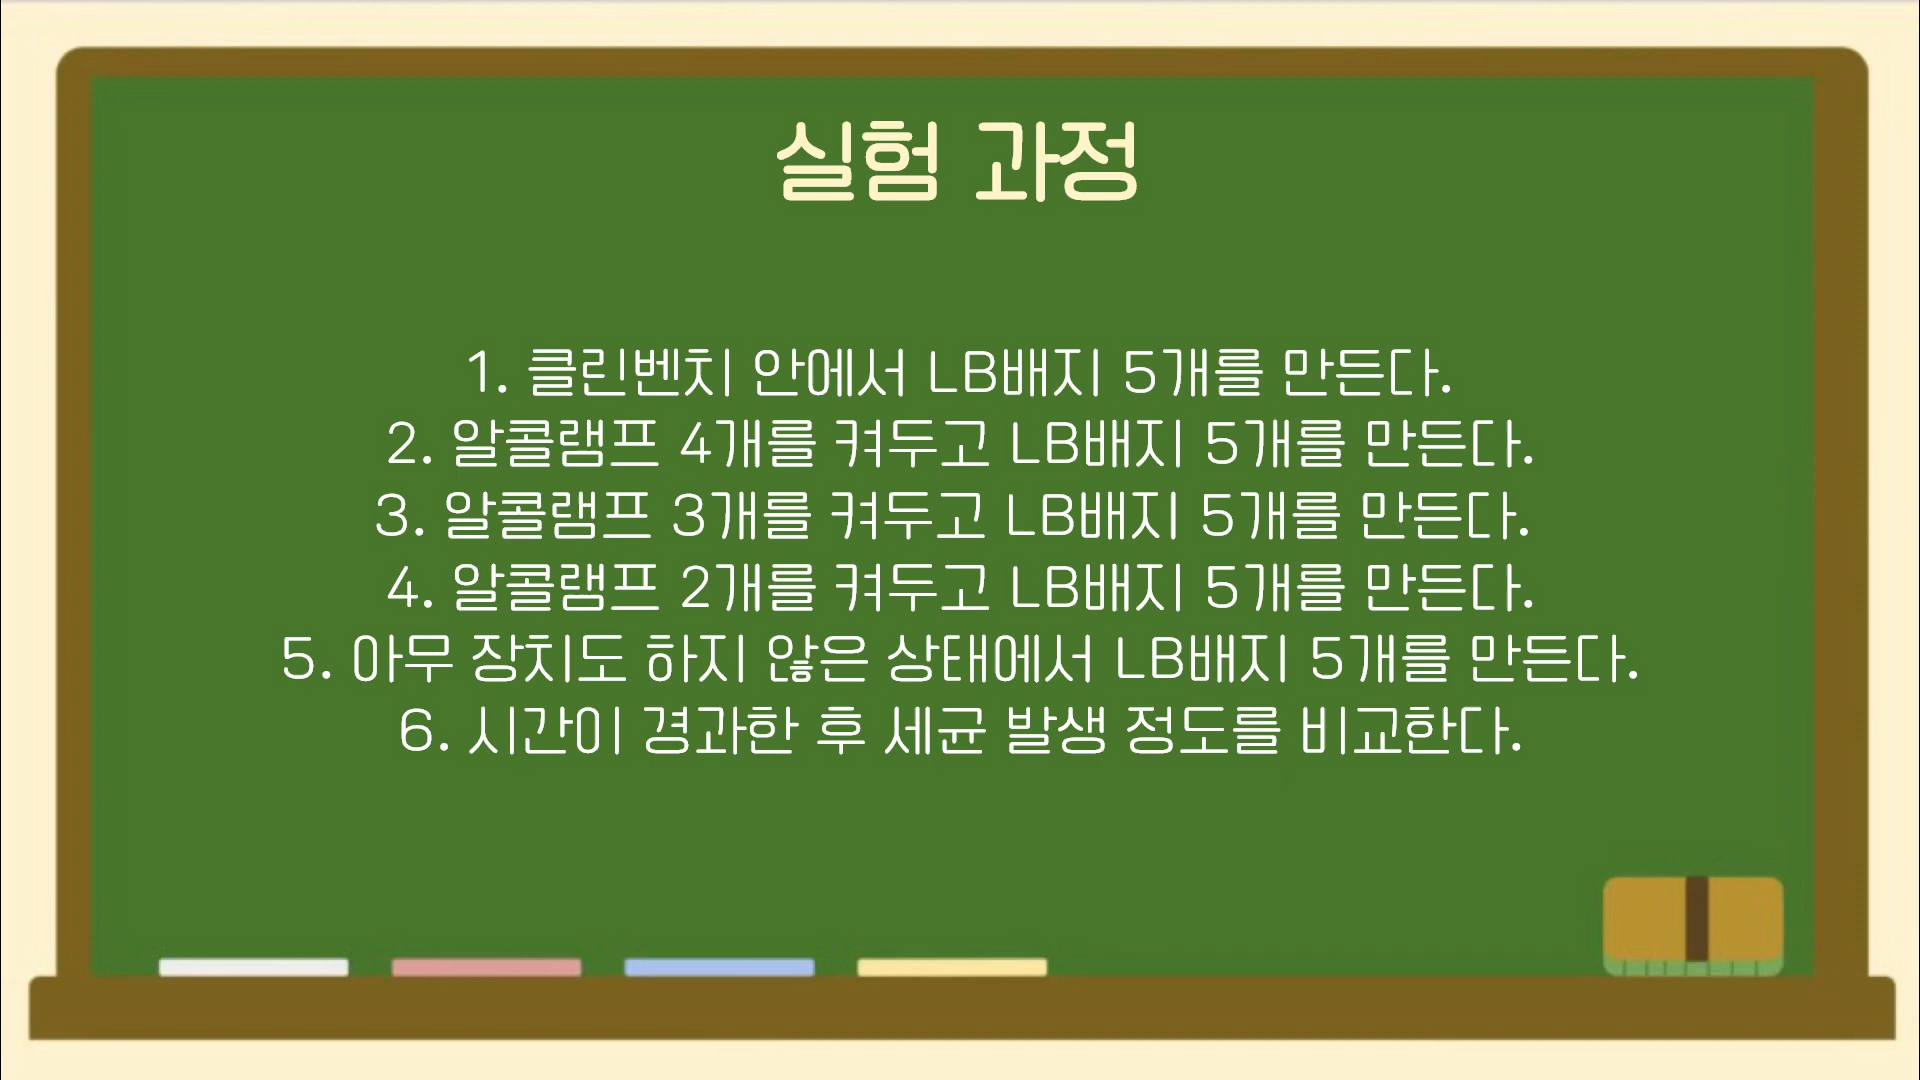 실험 과정
1. 클린벤치 안에서 LB배지 5개를 만든다.
2. 알콜램프 4개를 켜두고 LB배지 5개를 만든다.
3. 알콜램프 3개를 켜두고 LB배지 5개를 만든다.
4. 알콜램프 2개를 켜두고 LB배지 5개를 만든다.
5. 아무 장치도 하지 않은 상태에서 LB배지 5개를 만든다.
6. 시간이 경과한 후 세균 발생 정도를 비교한다.